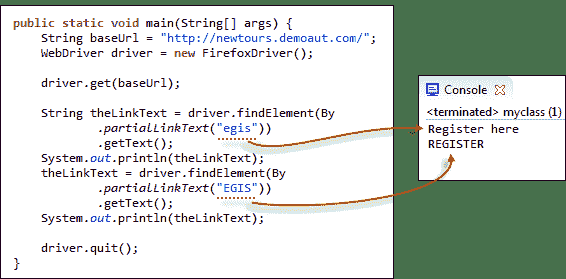 public static void main(String[] args) {
String baseUrl = "http://newtours.demoaut.com/";
WebDriver driver = new FirefoxDriver();
driver.get(baseUrl);
String theLinkText = driver.findElement(By
.partialLinkText("egis"))
.getText();
System.out.println(theLinkText);
theLinkText = driver.findElement(By
.partialLinkText("EGIS"))
.getText();
System.out.println(theLinkText);
driver.quit();
}
Console
<terminated> myclass (1)
Register here
REGISTER